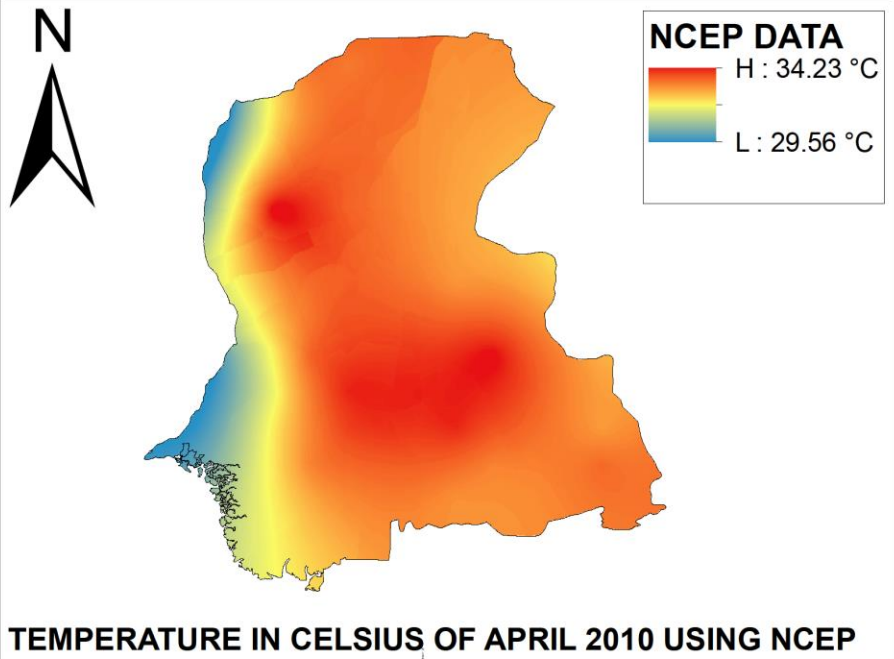 N
NCEP DATA
H : 34.23 °C
L : 29.56 °C
TEMPERATURE IN CELSIUS OF APRIL 2010 USING NCEP